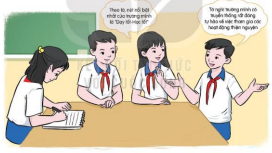 Theo tớ, nét nổi bật
nhất của trường mình
là "Dạy tốt, học tốt".
Tớ nghĩ trường mình có
truyền thống rất đáng
tự hào về việc tham gia các
hoạt động thiện nguyện